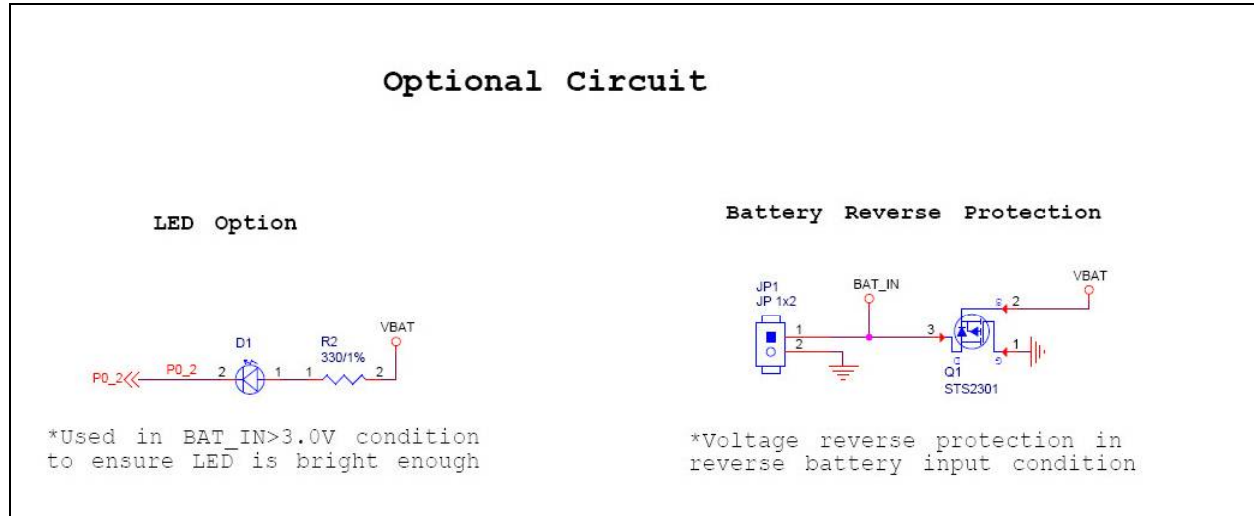 Optional Circuit
LED Option
D1
R2
330/1%
VBAT
P0_2
P0_2
2
1
1
2
*Used in BAT_IN>3.0V condition
to ensure LED is bright enough
Battery Reverse Protection
JP1
JP 1x2
BAT_IN
VBAT
1
2
3
S
2
D
G
1
Q1
STS2301
*Voltage reverse protection in
reverse battery input condition